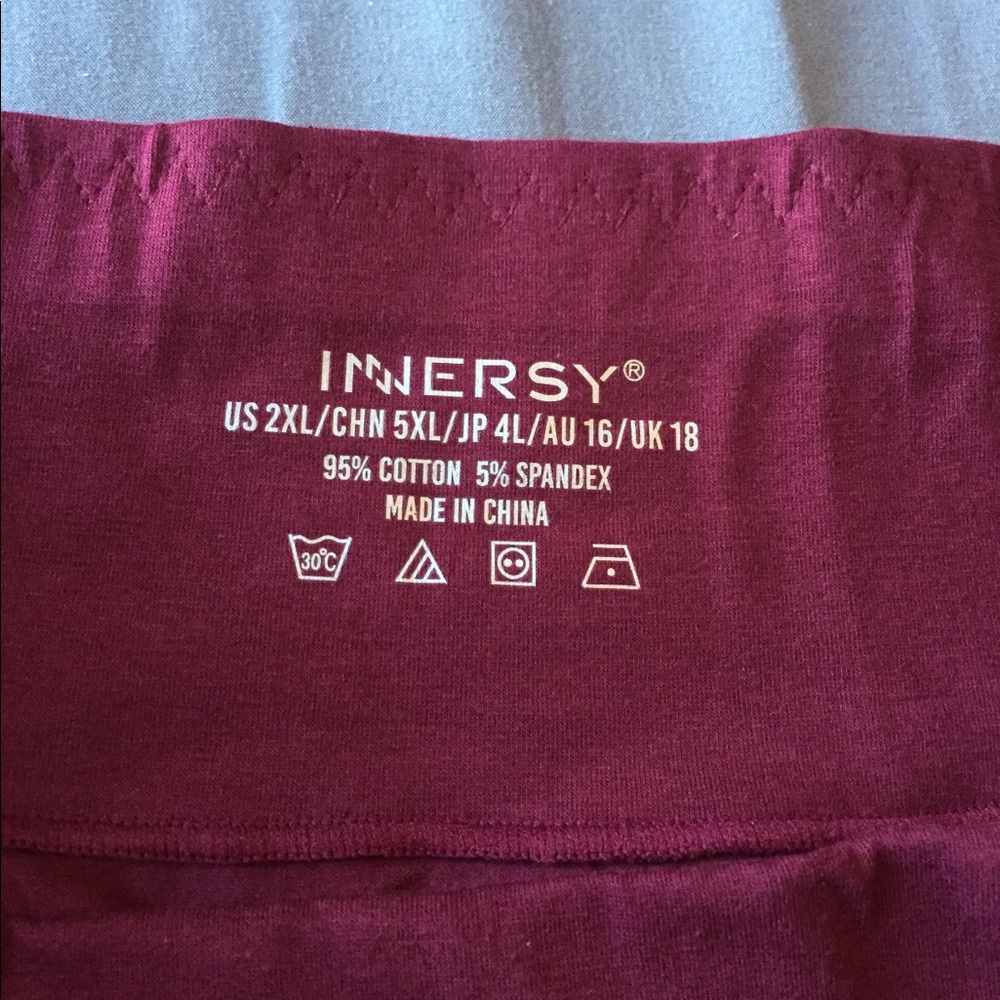 INNERSY®
US 2XL/CHN 5XL/JP 4L/AU 16/UK 18
95% COTTON 5% SPANDEX
MADE IN CHINA
30°C